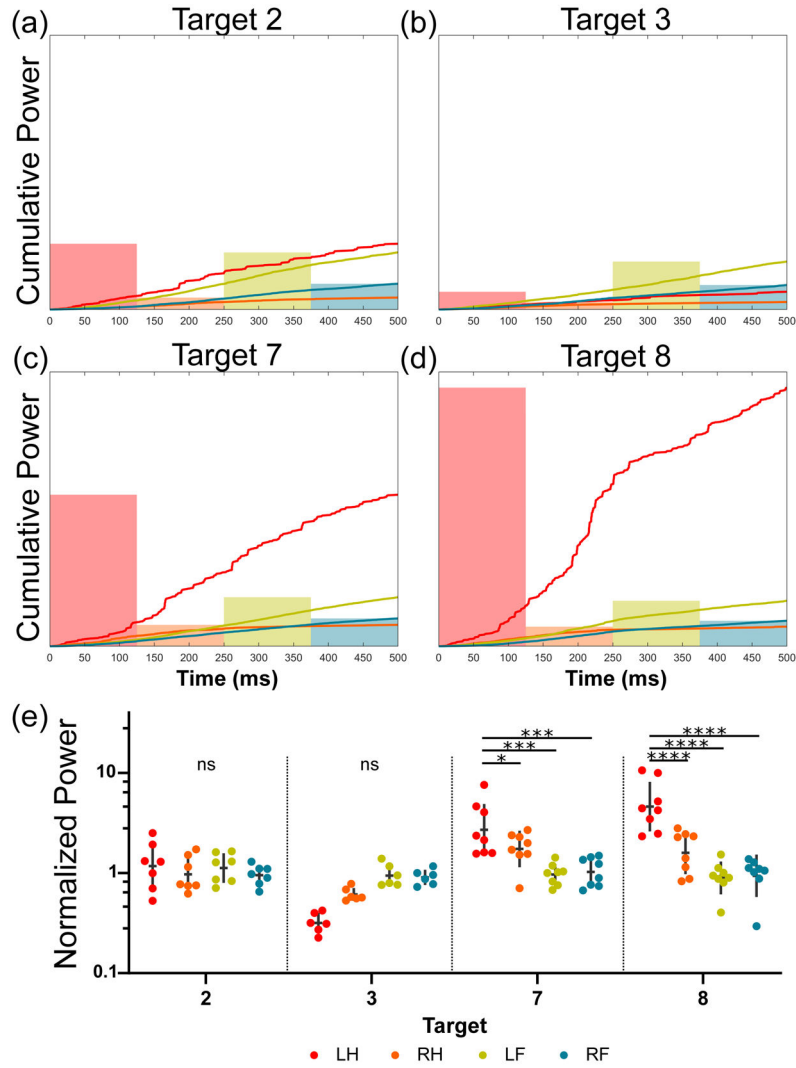 (a) Target 2 (b) Target 3
Cumulative Power
0 50 100 150 200 250 300 350 400 450 500 0 50 100 150 200 250 300 350 400 450 500
(c) Target 7 (d) Target 8
Cumulative Power
0 50 100 150 200 250 300 350 400 450 500 0 50 100 150 200 250 300 350 400 450 500
Time (ms) Time (ms)
(e)
Normalized Power
*** ****
*** ****
ns ns * ****
10
1
0.1
2 3 7 8
Target
LH RH LF RF